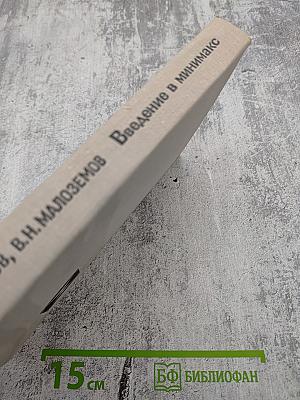 В.Н. МАЛОЗЕМОВ Введение в минимакс
15 см
БФ БИБЛИОФАН